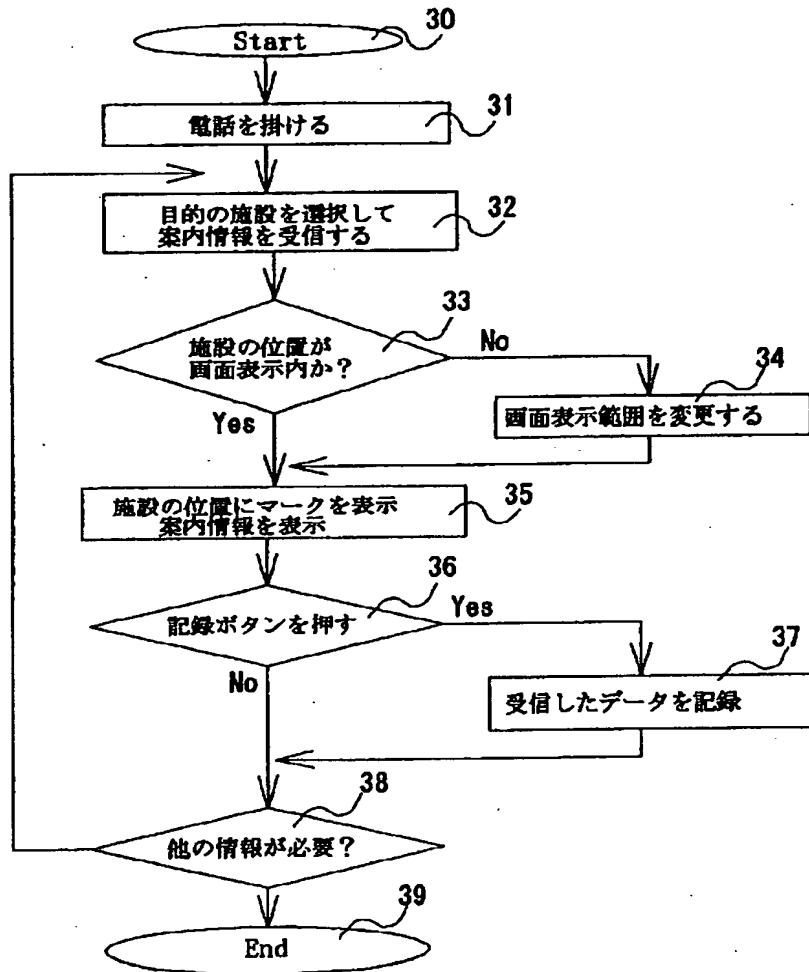 Start
30
電話を掛ける
31
目的の施設を選択して
案内情報を受信する
32
施設の位置が
画面表示内か?
33
No
Yes
画面表示範囲を変更する
34
施設の位置にマークを表示
案内情報を表示
35
記録ボタンを押す
36
Yes
No
受信したデータを記録
37
他の情報が必要?
38
End
39